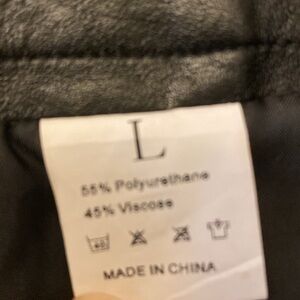 L
55% Polyurethane
45% Viscose
MADE IN CHINA